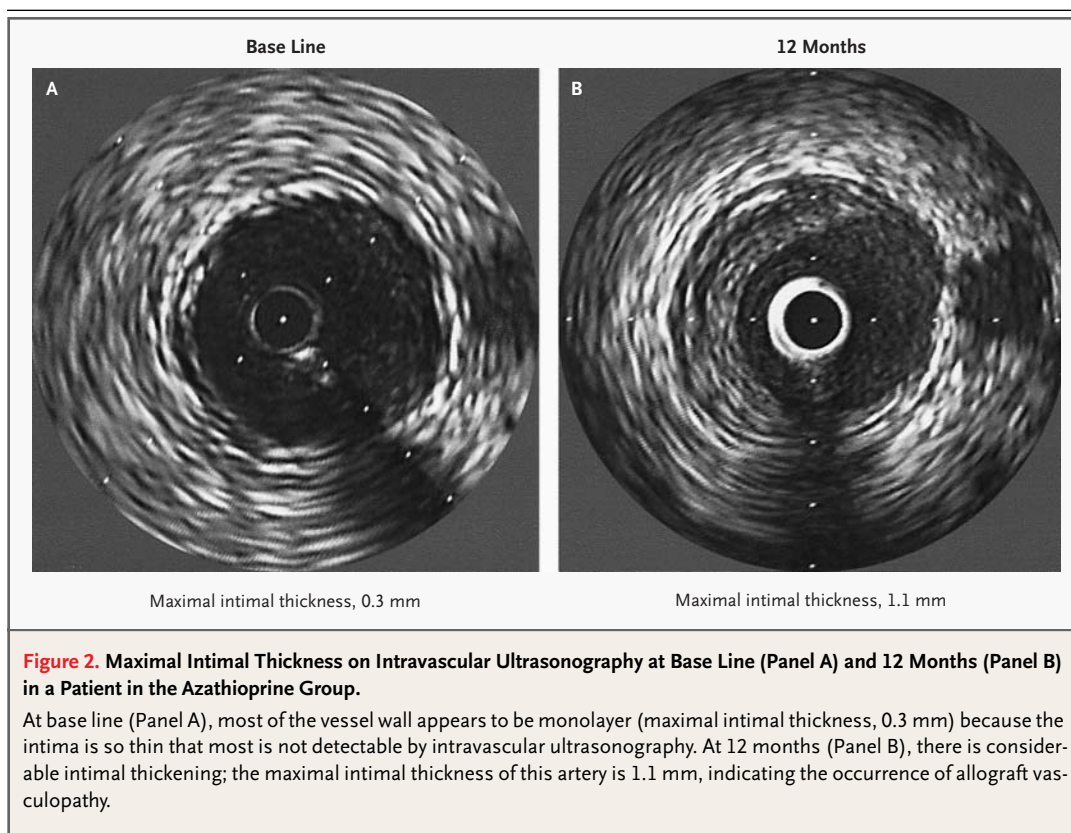 Base Line
12 Months
A
B
Maximal intimal thickness, 0.3 mm
Maximal intimal thickness, 1.1 mm
Figure 2. Maximal Intimal Thickness on Intravascular Ultrasonography at Base Line (Panel A) and 12 Months (Panel B)
in a Patient in the Azathioprine Group.
At base line (Panel A), most of the vessel wall appears to be monolayer (maximal intimal thickness, 0.3 mm) because the
intima is so thin that most is not detectable by intravascular ultrasonography. At 12 months (Panel B), there is consider-
able intimal thickening; the maximal intimal thickness of this artery is 1.1 mm, indicating the occurrence of allograft vas-
culopathy.